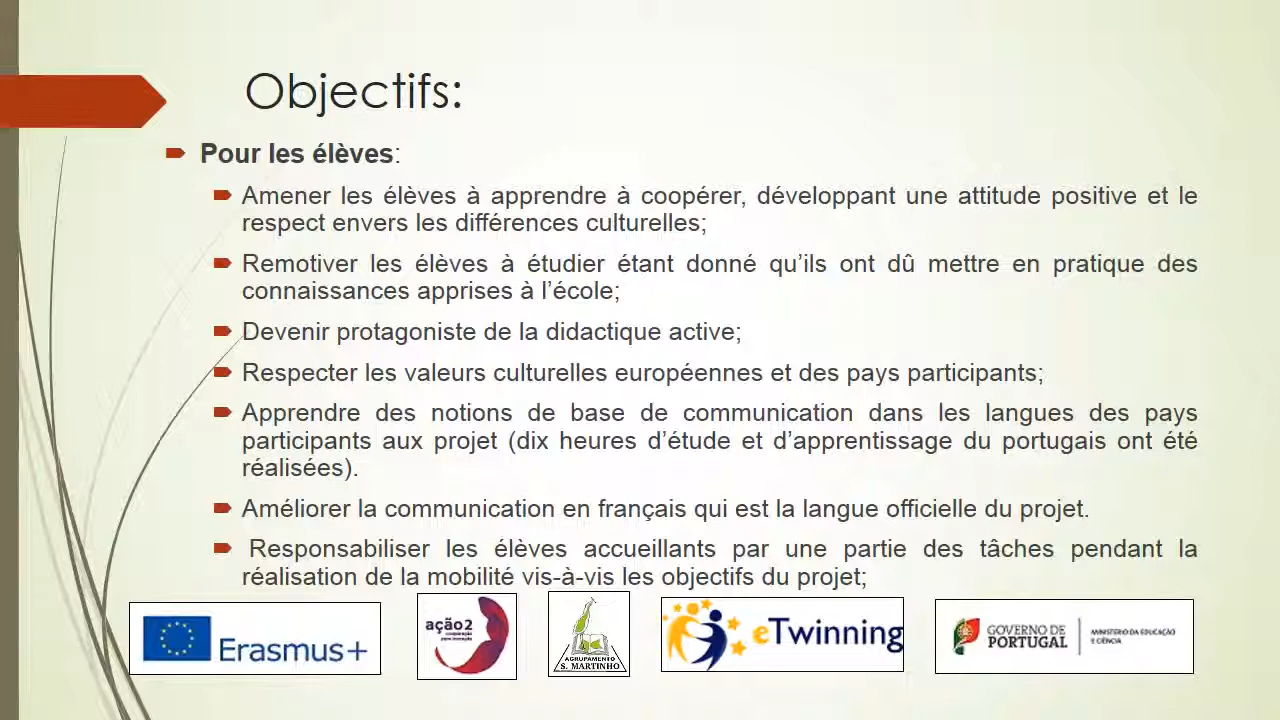 Objectifs:
Pour les élèves:
Amener les élèves à apprendre à coopérer, développant une attitude positive et le
respect envers les différences culturelles;
Remotiver les élèves à étudier étant donné qu’ils ont dû mettre en pratique des
connaissances apprises à l’école;
Devenir protagoniste de la didactique active;
Respecter les valeurs culturelles européennes et des pays participants;
Apprendre des notions de base de communication dans les langues des pays
participants aux projet (dix heures d’étude et d’apprentissage du portugais ont été
réalisées).
Améliorer la communication en français qui est la langue officielle du projet.
Responsabiliser les élèves accueillants par une partie des tâches pendant la
réalisation de la mobilité vis-à-vis les objectifs du projet;
Erasmus+
ação2
cooperação
para inovação
AGRUPAMENTO
S. MARTINHO
eTwinning
GOVERNO DE
PORTUGAL
MINISTÉRIO DA EDUCAÇÃO
E CIÊNCIA